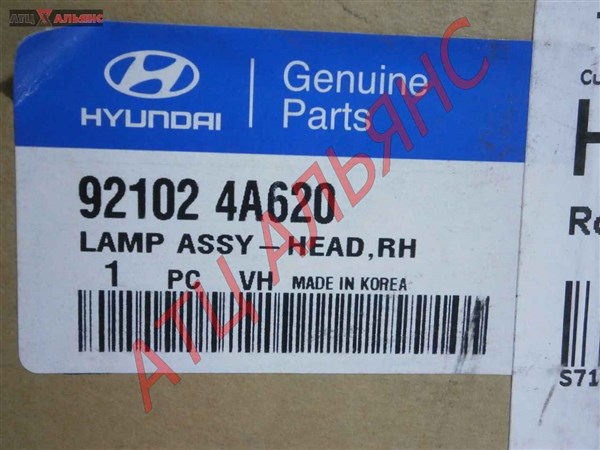 АТЦ АЛЬЯНС
HYUNDAI
Genuine
Parts
92102 4A620
LAMP ASSY-HEAD,RH
1 PC VH MADE IN KOREA
АТЦ АЛЬЯНС
S71